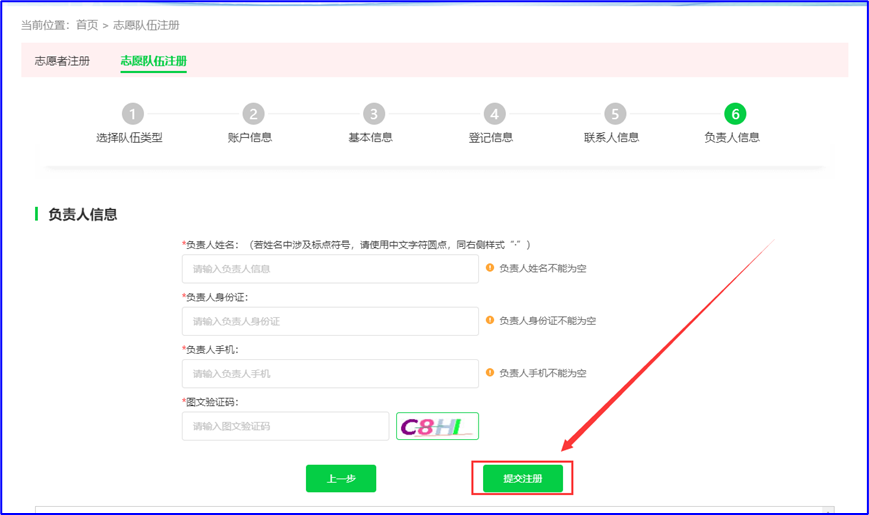 当前位置: 首页 > 志愿队伍注册
志愿者注册 志愿队伍注册
1 2 3 4 5 6
选择队伍类型 账户信息 基本信息 登记信息 联系人信息 负责人信息
负责人信息
*负责人姓名: (若姓名中涉及标点符号，请使用中文字符圆点，同右侧样式“·”)
请输入负责人信息 负责人姓名不能为空
*负责人身份证:
请输入负责人身份证 负责人身份证不能为空
*负责人手机:
请输入负责人手机 负责人手机不能为空
*图文验证码:
请输入图文验证码 C8HI
上一步 提交注册